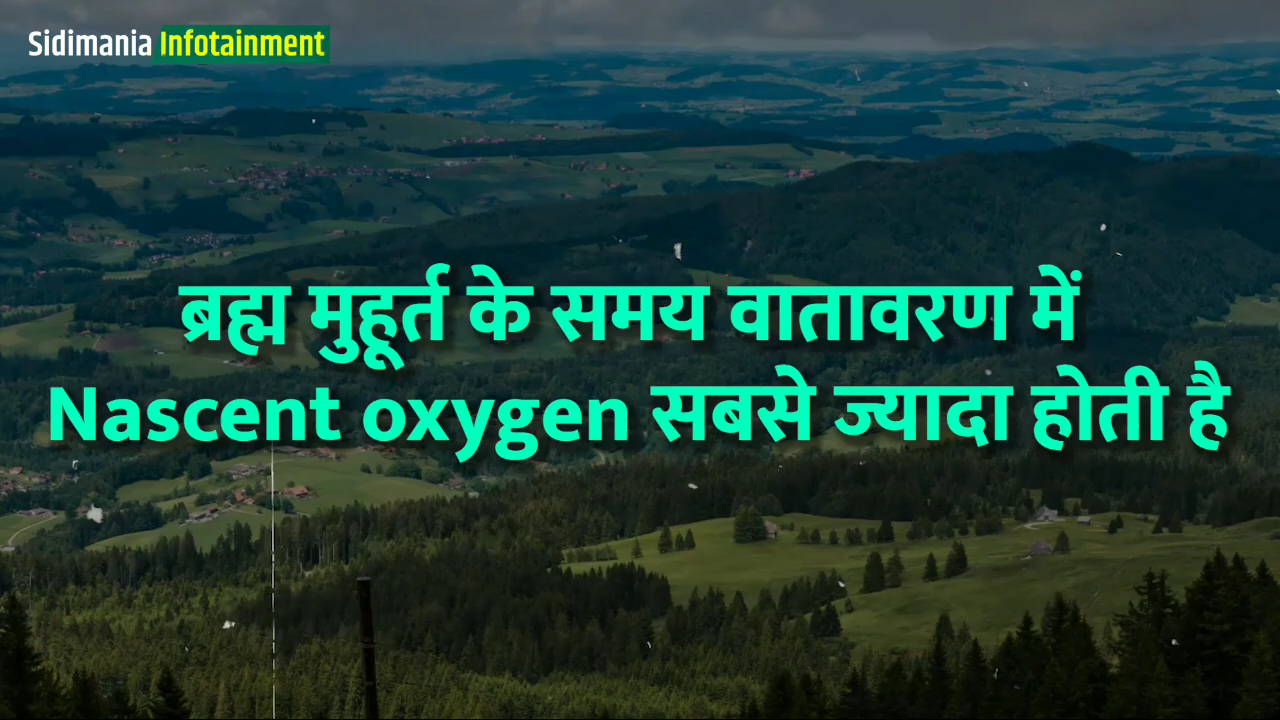 Sidimania Infotainment
ब्रह्म मुहूर्त के समय वातावरण में
Nascent oxygen सबसे ज्यादा होती है